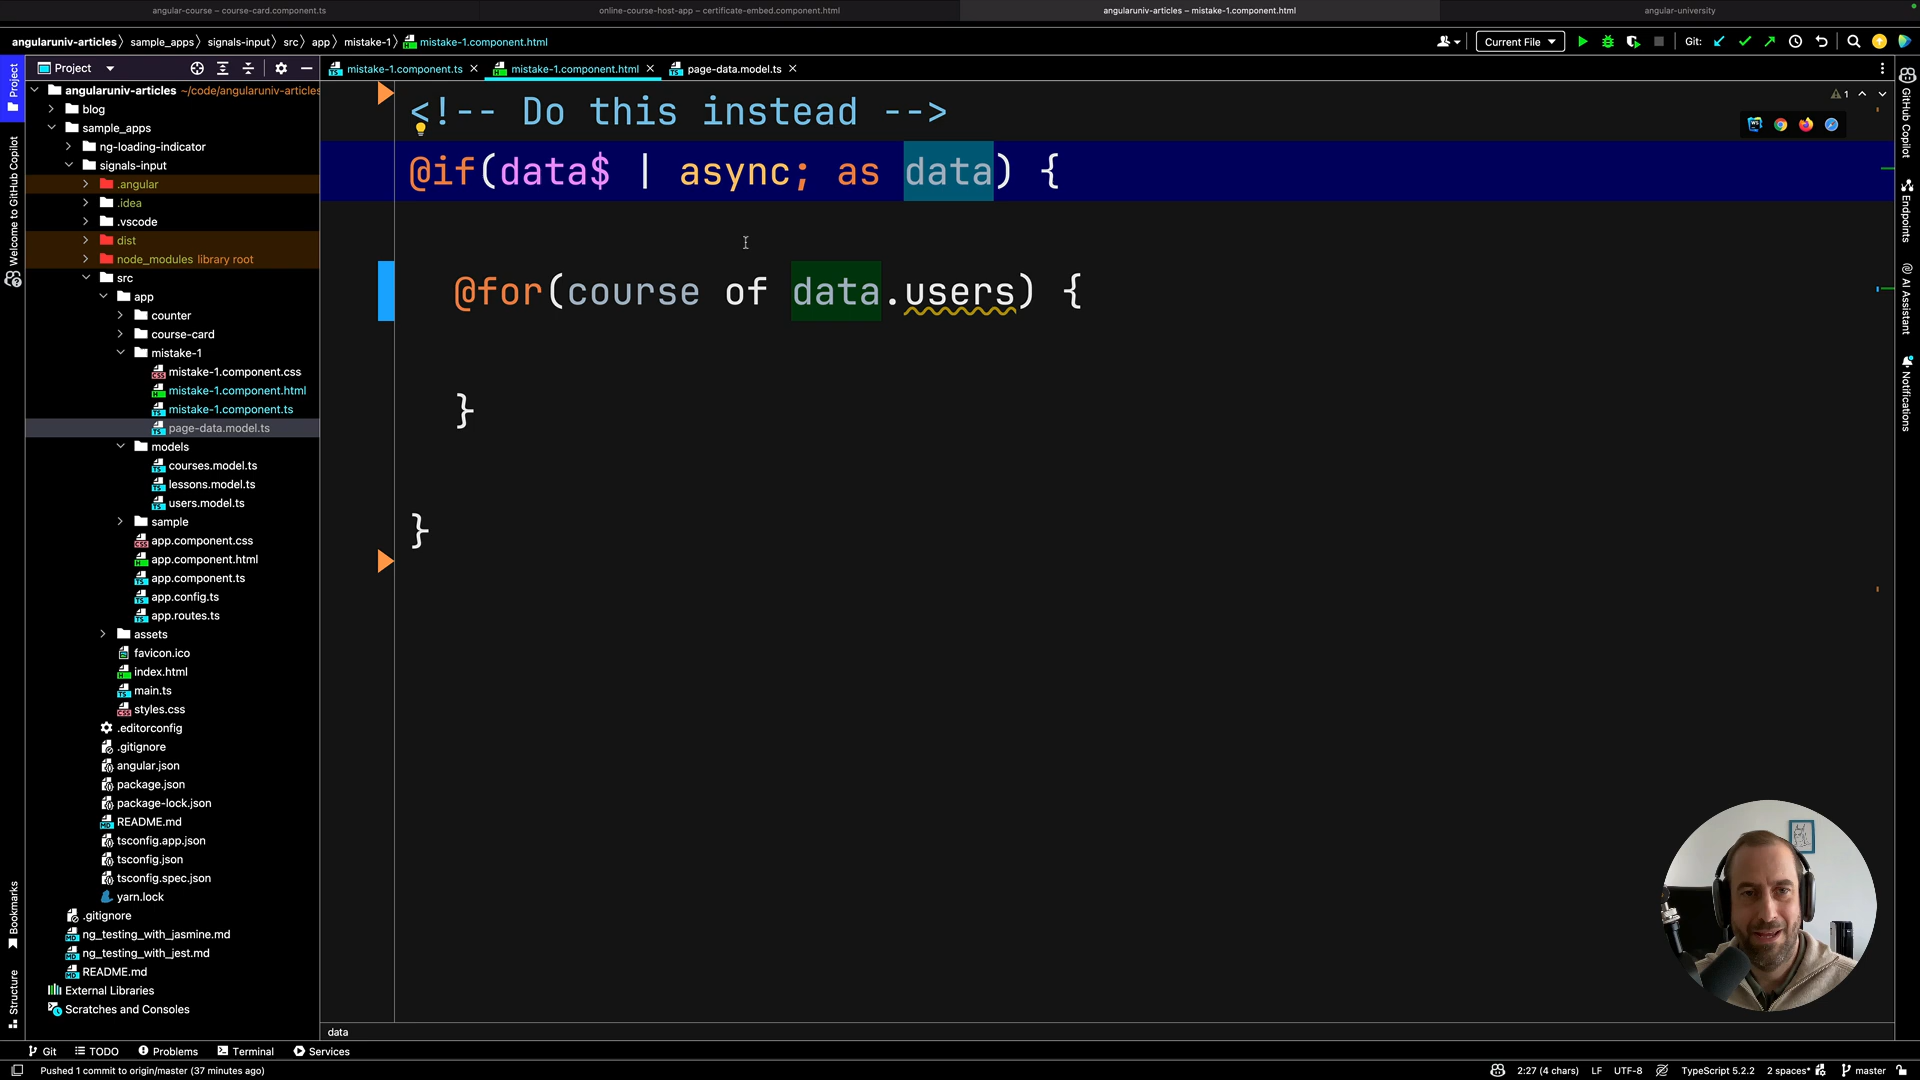 angular-course – course-card.component.ts
online-course-host-app – certificate-embed.component.html
angularuniv-articles – mistake-1.component.html
angular-university
angularuniv-articles
sample_apps
signals-input
src
app
mistake-1
mistake-1.component.html
Current File
Git:
Project
mistake-1.component.ts
mistake-1.component.html
page-data.model.ts
angularuniv-articles ~/code/angularuniv-articles
blog
sample_apps
ng-loading-indicator
signals-input
.angular
.idea
.vscode
dist
node_modules library root
src
app
counter
course-card
mistake-1
mistake-1.component.css
mistake-1.component.html
mistake-1.component.ts
page-data.model.ts
models
courses.model.ts
lessons.model.ts
users.model.ts
sample
app.component.css
app.component.html
app.component.ts
app.config.ts
app.routes.ts
assets
favicon.ico
index.html
main.ts
styles.css
.editorconfig
.gitignore
angular.json
package.json
package-lock.json
README.md
tsconfig.app.json
tsconfig.json
tsconfig.spec.json
yarn.lock
.gitignore
ng_testing_with_jasmine.md
ng_testing_with_jest.md
README.md
External Libraries
Scratches and Consoles
<!-- Do this instead -->
@if(data$ | async; as data) {
@for(course of data.users) {
}
}
1
data
Project
Welcome to GitHub Copilot
Bookmarks
Structure
GitHub Copilot
Endpoints
AI Assistant
Notifications
Git
TODO
Problems
Terminal
Services
Pushed 1 commit to origin/master (37 minutes ago)
2:27 (4 chars)
LF
UTF-8
TypeScript 5.2.2
2 spaces*
master